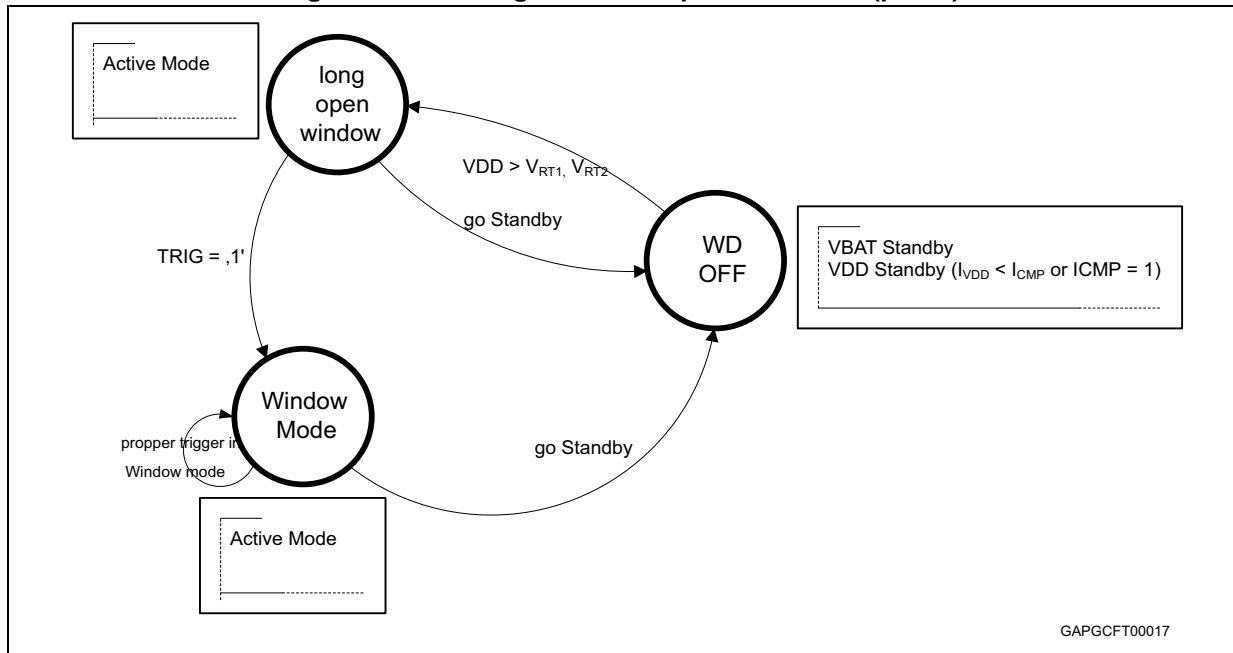 Active Mode
long
open
window
VDD > VRT1, VRT2
go Standby
WD
OFF
VBAT Standby
VDD Standby (IVDD < ICMP or ICMP = 1)
TRIG = ,1'
Window
Mode
propper trigger in
Window mode
go Standby
Active Mode
GAPGCFT00017